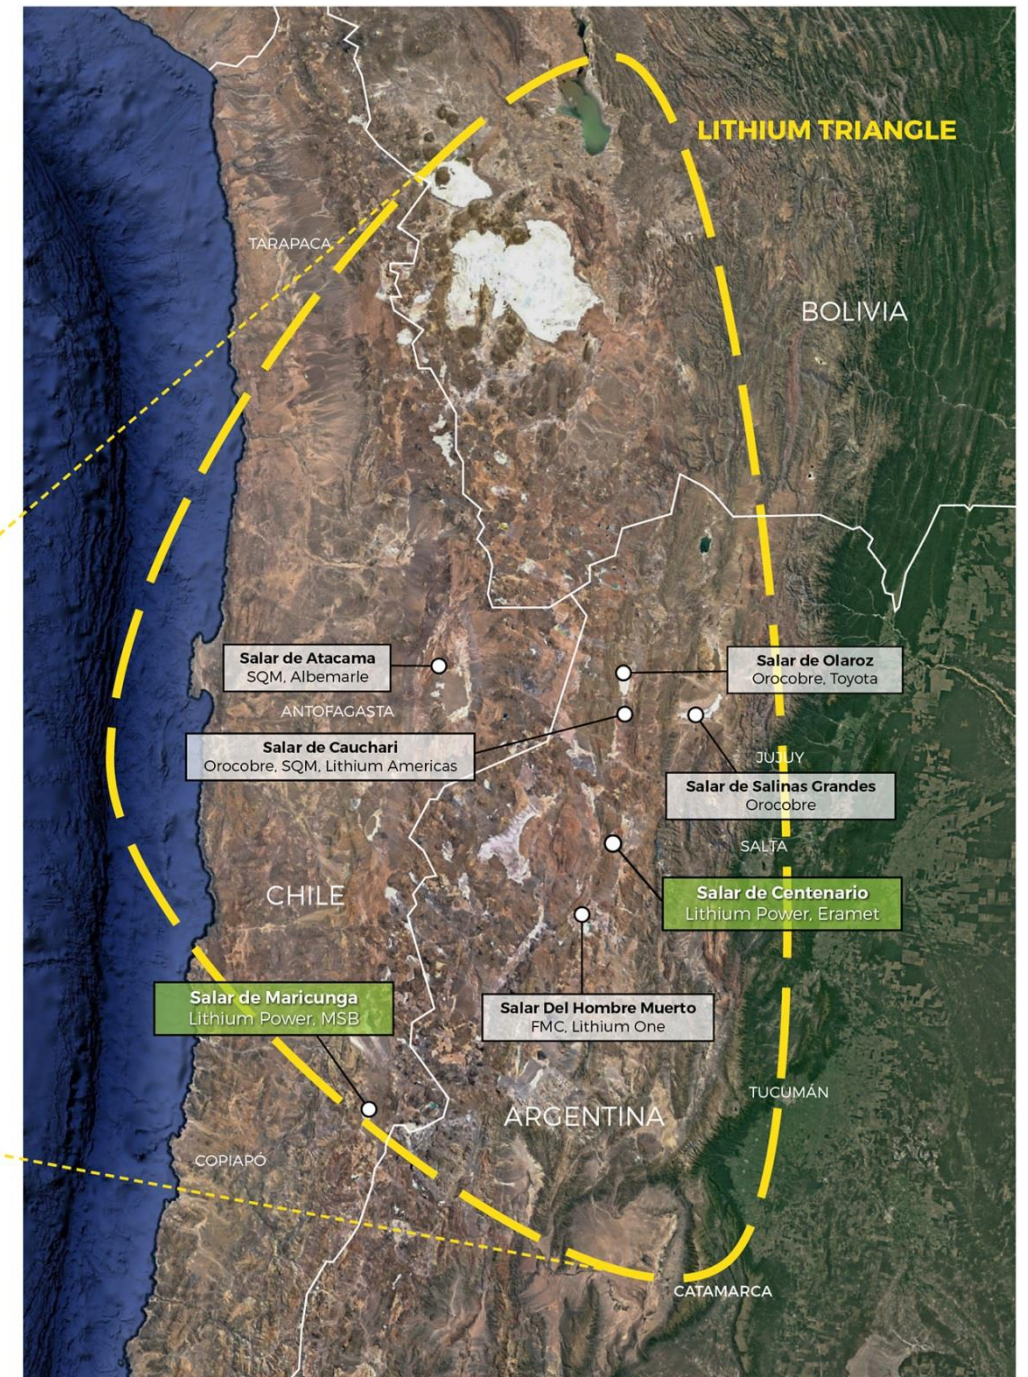 LITHIUM TRIANGLE
TARAPACA
BOLIVIA
Salar de Atacama
SQM, Albemarle
Salar de Olaroz
Orocobre, Toyota
ANTOFAGASTA
Salar de Cauchari
Orocobre, SQM, Lithium Americas
JUJUY
Salar de Salinas Grandes
Orocobre
SALTA
CHILE
Salar de Centenario
Lithium Power, Eramet
Salar de Maricunga
Lithium Power, MSB
Salar Del Hombre Muerto
FMC, Lithium One
TUCUMÁN
ARGENTINA
COPIAPÓ
CATAMARCA